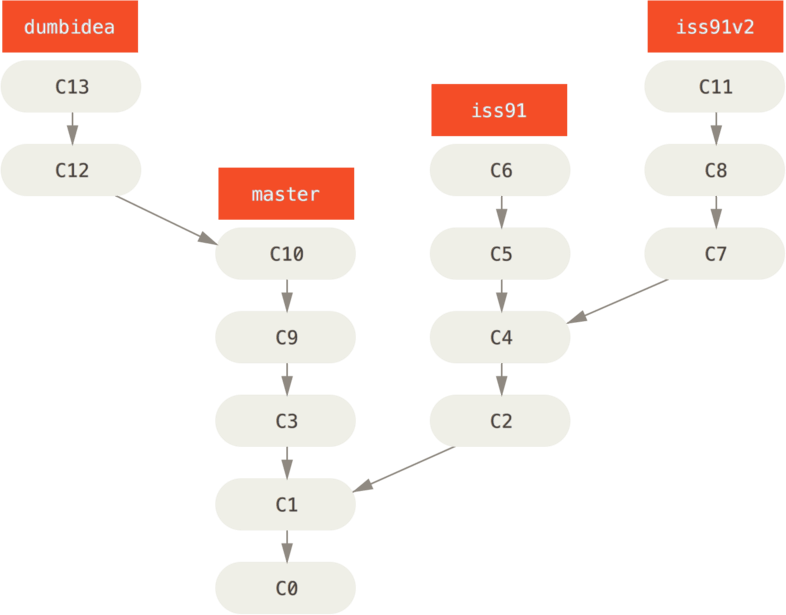 dumbidea
iss91v2
C13
C11
iss91
C12
C6
C8
master
C10
C5
C7
C9
C4
C3
C2
C1
C0